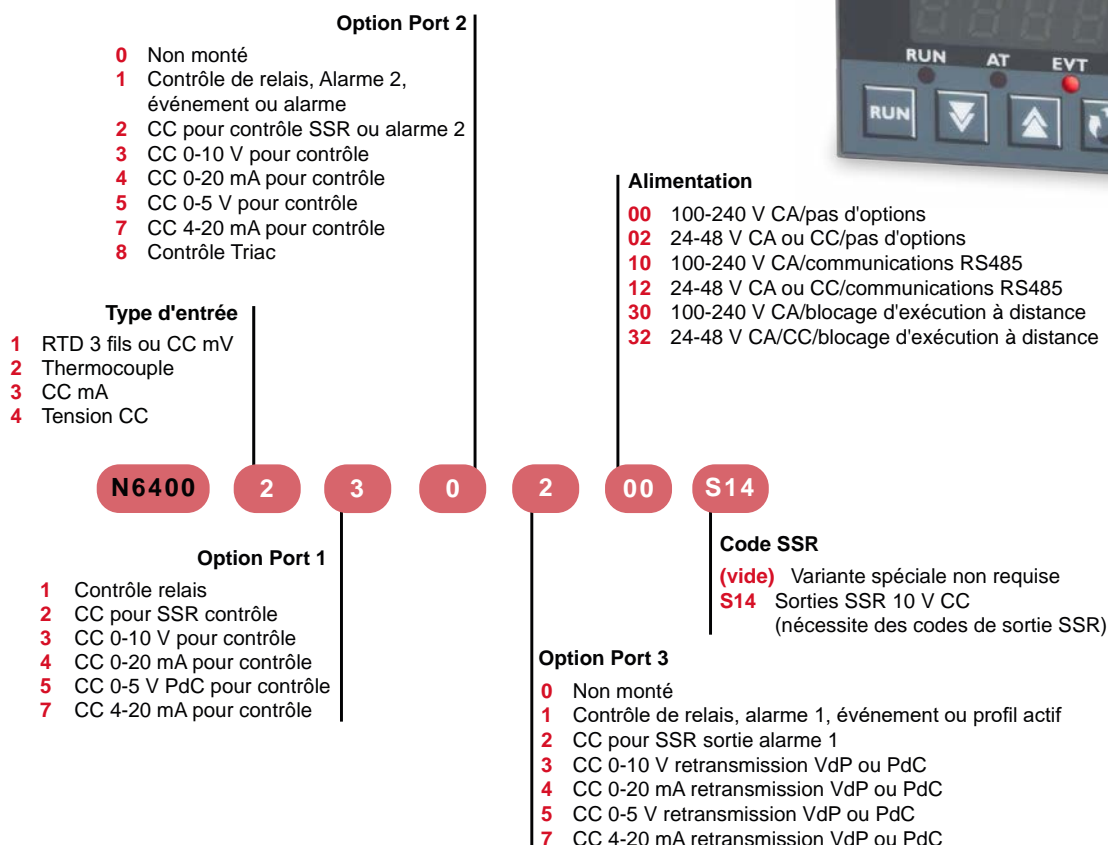 Option Port 2
0 Non monté
1 Contrôle de relais, Alarme 2,
événement ou alarme
2 CC pour contrôle SSR ou alarme 2
3 CC 0-10 V pour contrôle
4 CC 0-20 mA pour contrôle
5 CC 0-5 V pour contrôle
7 CC 4-20 mA pour contrôle
8 Contrôle Triac
RUN AT EVT
RUN
Alimentation
00 100-240 V CA/pas d'options
02 24-48 V CA ou CC/pas d'options
10 100-240 V CA/communications RS485
12 24-48 V CA ou CC/communications RS485
30 100-240 V CA/blocage d'exécution à distance
32 24-48 V CA/CC/blocage d'exécution à distance
Type d'entrée
1 RTD 3 fils ou CC mV
2 Thermocouple
3 CC mA
4 Tension CC
N6400 2 3 0 2 00 S14
Option Port 1
1 Contrôle relais
2 CC pour SSR contrôle
3 CC 0-10 V pour contrôle
4 CC 0-20 mA pour contrôle
5 CC 0-5 V PdC pour contrôle
7 CC 4-20 mA pour contrôle
Code SSR
(vide) Variante spéciale non requise
S14 Sorties SSR 10 V CC
(nécessite des codes de sortie SSR)
Option Port 3
0 Non monté
1 Contrôle de relais, alarme 1, événement ou profil actif
2 CC pour SSR sortie alarme 1
3 CC 0-10 V retransmission VdP ou PdC
4 CC 0-20 mA retransmission VdP ou PdC
5 CC 0-5 V retransmission VdP ou PdC
7 CC 4-20 mA retransmission VdP ou PdC